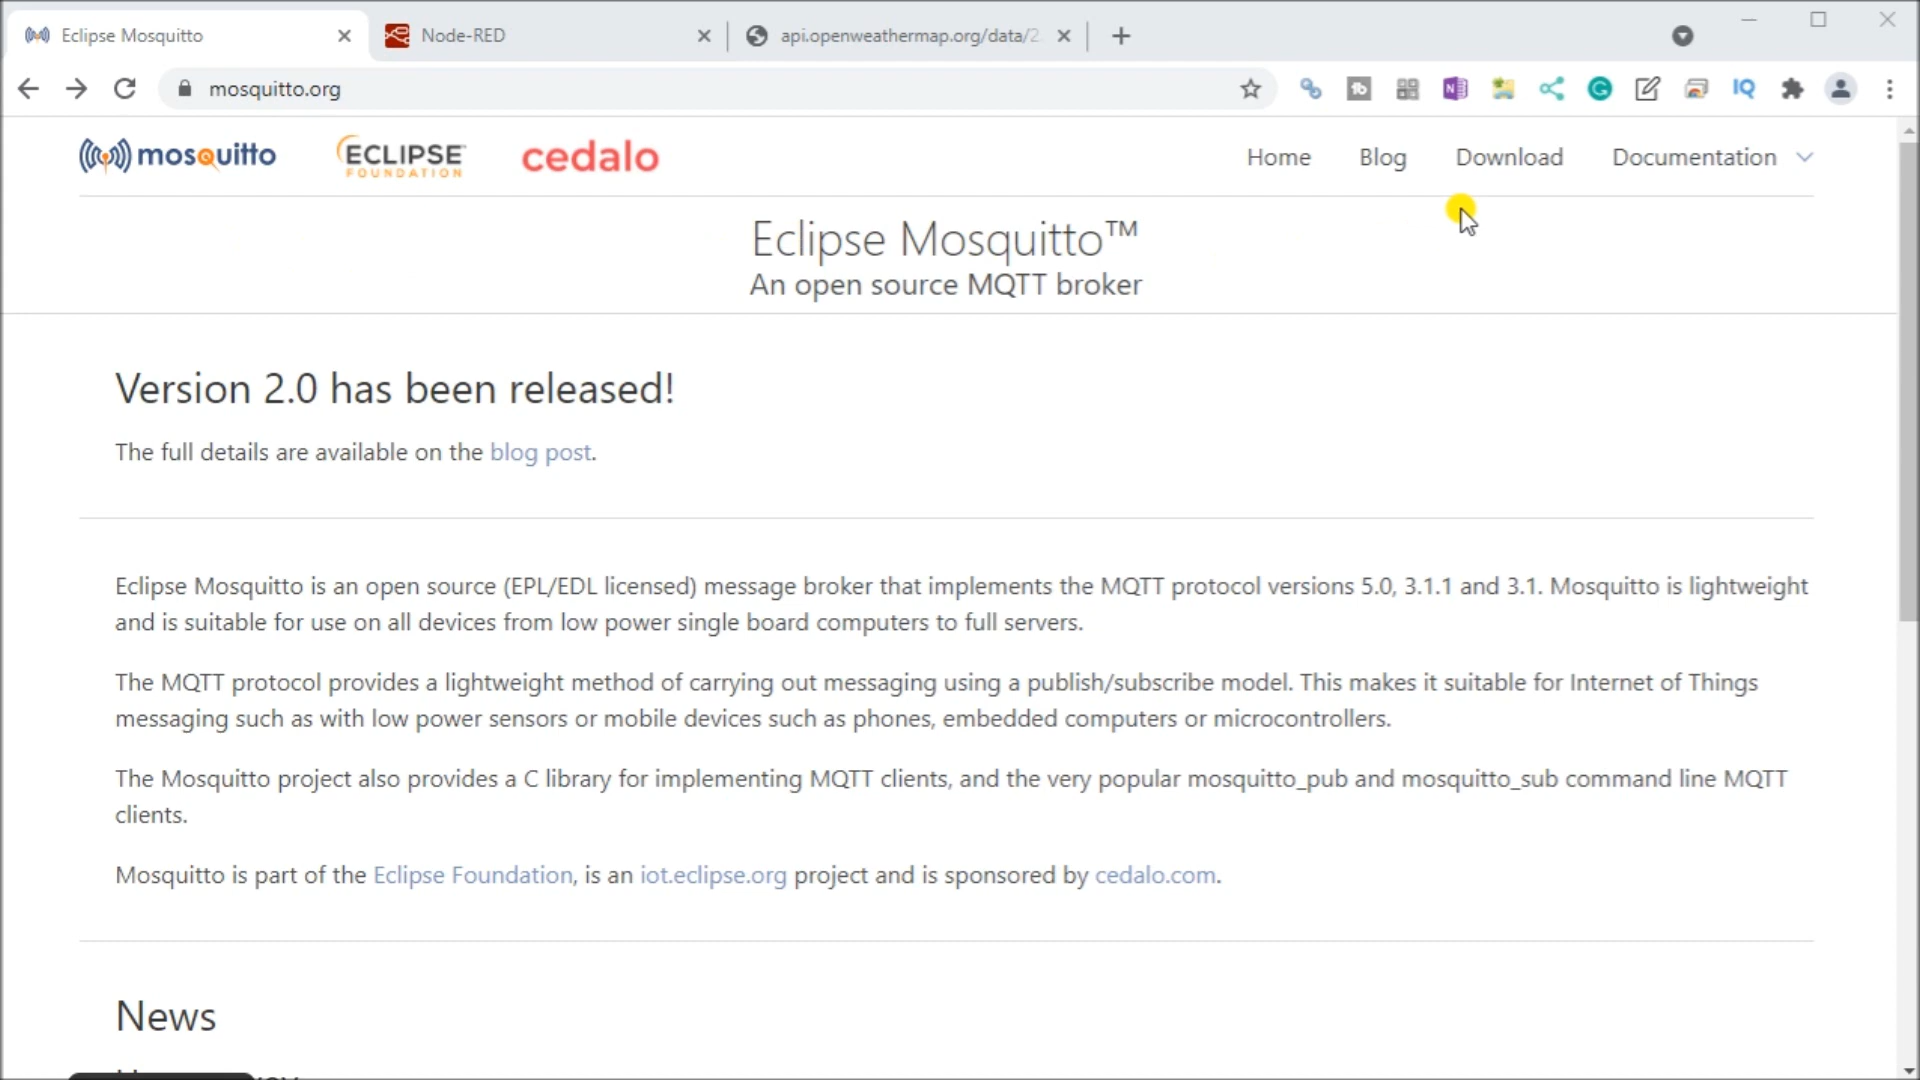 Eclipse Mosquitto
Node-RED
api.openweathermap.org/data/2
mosquitto.org
mosquitto
ECLIPSE
FOUNDATION
cedalo
Home
Blog
Download
Documentation
Eclipse Mosquitto™
An open source MQTT broker
Version 2.0 has been released!
The full details are available on the blog post.
Eclipse Mosquitto is an open source (EPL/EDL licensed) message broker that implements the MQTT protocol versions 5.0, 3.1.1 and 3.1. Mosquitto is lightweight
and is suitable for use on all devices from low power single board computers to full servers.
The MQTT protocol provides a lightweight method of carrying out messaging using a publish/subscribe model. This makes it suitable for Internet of Things
messaging such as with low power sensors or mobile devices such as phones, embedded computers or microcontrollers.
The Mosquitto project also provides a C library for implementing MQTT clients, and the very popular mosquitto_pub and mosquitto_sub command line MQTT
clients.
Mosquitto is part of the Eclipse Foundation, is an iot.eclipse.org project and is sponsored by cedalo.com.
News